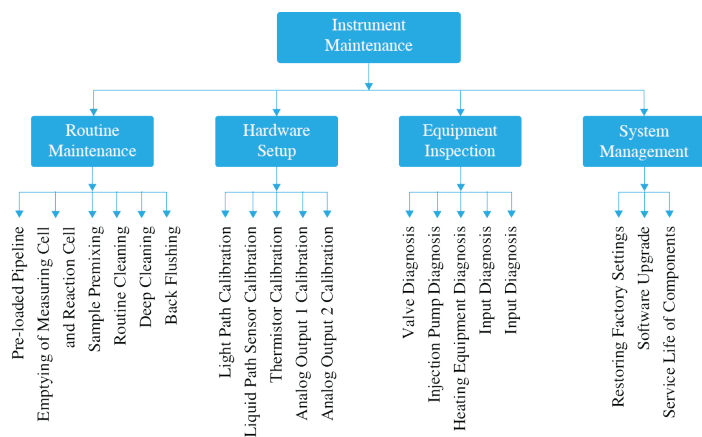 Instrument
Maintenance
Routine
Maintenance
Hardware
Setup
Equipment
Inspection
System
Management
Pre-loaded Pipeline
Emptying of Measuring Cell
and Reaction Cell
Sample Premixing
Routine Cleaning
Deep Cleaning
Back Flushing
Light Path Calibration
Liquid Path Sensor Calibration
Thermistor Calibration
Analog Output 1 Calibration
Analog Output 2 Calibration
Valve Diagnosis
Injection Pump Diagnosis
Heating Equipment Diagnosis
Input Diagnosis
Input Diagnosis
Restoring Factory Settings
Software Upgrade
Service Life of Components